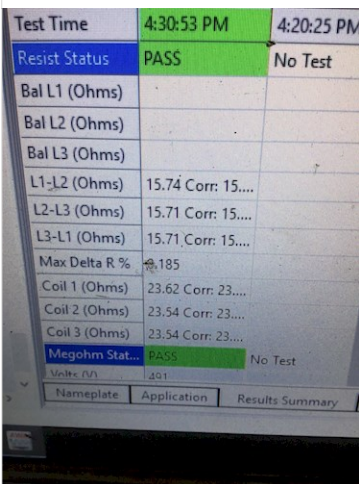 Test Time 4:30:53 PM 4:20:25 PM
Resist Status PASS No Test
Bal L1 (Ohms)
Bal L2 (Ohms)
Bal L3 (Ohms)
L1-L2 (Ohms) 15.74 Corr: 15....
L2-L3 (Ohms) 15.71 Corr: 15....
L3-L1 (Ohms) 15.71 Corr: 15....
Max Delta R % .185
Coil 1 (Ohms) 23.62 Corr: 23....
Coil 2 (Ohms) 23.54 Corr: 23....
Coil 3 (Ohms) 23.54 Corr: 23....
Megohm Stat... PASS No Test
Volts (V) 491
Nameplate Application Results Summary